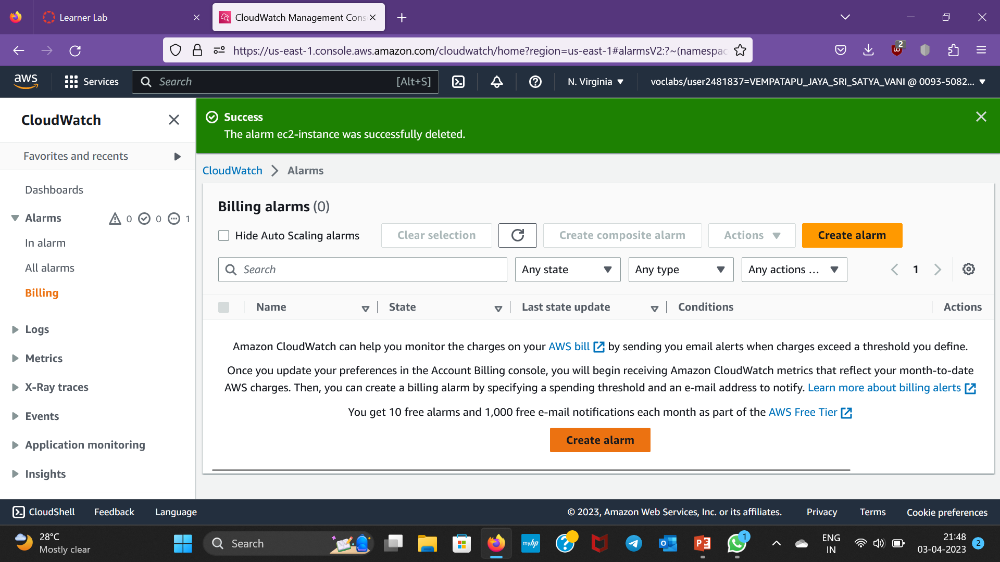 Learner Lab
CloudWatch Management Cons
https://us-east-1.console.aws.amazon.com/cloudwatch/home?region=us-east-1#alarmsV2:?~(namespac
2
aws
Services
Search
[Alt+S]
N. Virginia
voclabs/user2481837=VEMPATAPU_JAYA_SRI_SATYA_VANI @ 0093-5082...
CloudWatch
Favorites and recents
Dashboards
Alarms 0 0 1
In alarm
All alarms
Billing
Logs
Metrics
X-Ray traces
Events
Application monitoring
Insights
Success
The alarm ec2-instance was successfully deleted.
CloudWatch > Alarms
Billing alarms (0)
Hide Auto Scaling alarms
Clear selection
Create composite alarm
Actions
Create alarm
Search
Any state
Any type
Any actions ...
1
Name
State
Last state update
Conditions
Actions
Amazon CloudWatch can help you monitor the charges on your AWS bill by sending you email alerts when charges exceed a threshold you define.
Once you update your preferences in the Account Billing console, you will begin receiving Amazon CloudWatch metrics that reflect your month-to-date
AWS charges. Then, you can create a billing alarm by specifying a spending threshold and an e-mail address to notify. Learn more about billing alerts
You get 10 free alarms and 1,000 free e-mail notifications each month as part of the AWS Free Tier
Create alarm
CloudShell
Feedback
Language
© 2023, Amazon Web Services, Inc. or its affiliates.
Privacy
Terms
Cookie preferences
28°C
Mostly clear
Search
myhp
1
ENG
IN
21:48
03-04-2023
2